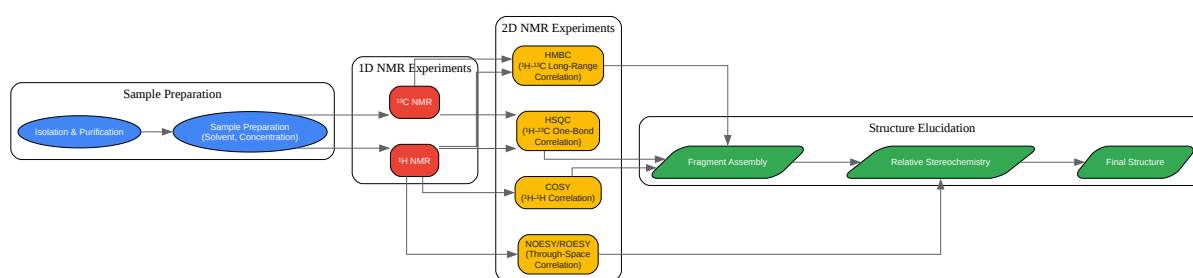 Sample Preparation
Isolation & Purification
Sample Preparation
(Solvent, Concentration)
1D NMR Experiments
¹³C NMR
¹H NMR
2D NMR Experiments
HMBC
(¹H-¹³C Long-Range
Correlation)
HSQC
(¹H-¹³C One-Bond
Correlation)
COSY
(¹H-¹H Correlation)
NOESY/ROESY
(Through-Space
Correlation)
Structure Elucidation
Fragment Assembly
Relative Stereochemistry
Final Structure